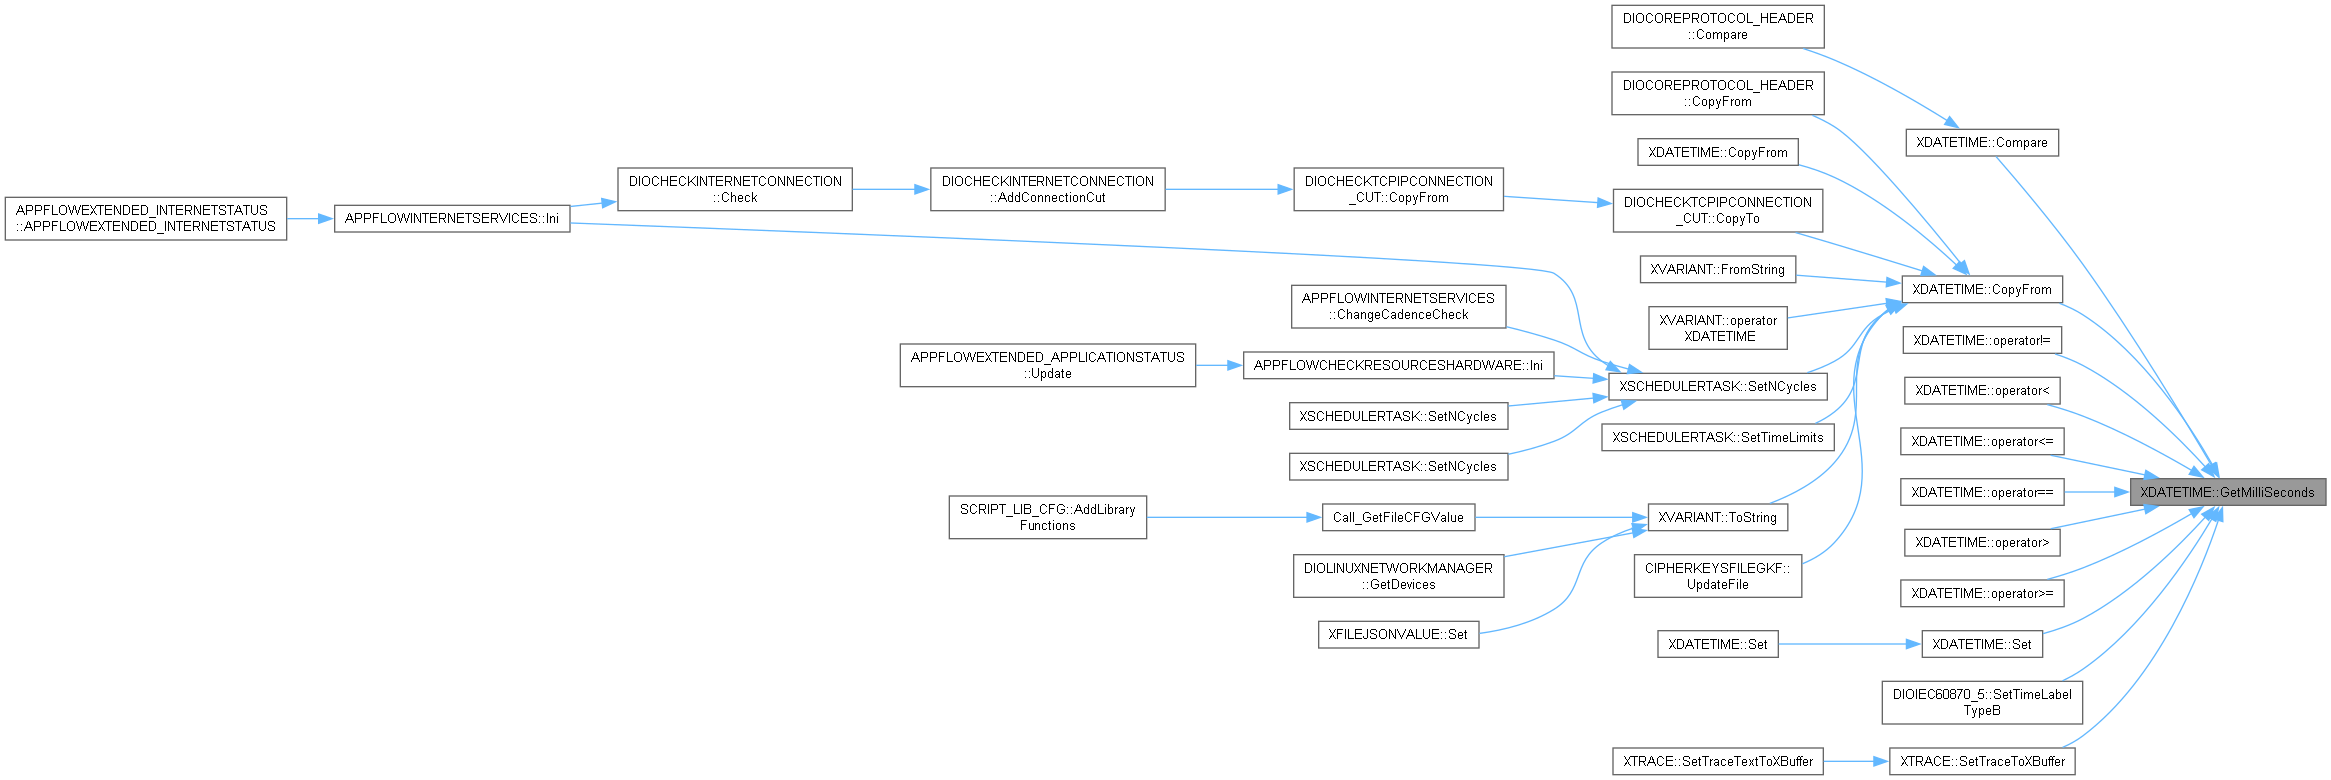 DIOCOREPROTOCOL_HEADER
::Compare
DIOCOREPROTOCOL_HEADER
::CopyFrom
XDATETIME::Compare
XDATETIME::CopyFrom
DIOCHECKINTERNETCONNECTION
::Check
DIOCHECKINTERNETCONNECTION
::AddConnectionCut
DIOCHECKTCPIPCONNECTION
_CUT::CopyFrom
DIOCHECKTCPIPCONNECTION
_CUT::CopyTo
APPFLOWEXTENDED_INTERNETSTATUS
::APPFLOWEXTENDED_INTERNETSTATUS
APPFLOWINTERNETSERVICES::Ini
XVARIANT::FromString
XDATETIME::CopyFrom
APPFLOWINTERNETSERVICES
::ChangeCadenceCheck
XVARIANT::operator
XDATETIME
XDATETIME::operator!=
APPFLOWEXTENDED_APPLICATIONSTATUS
::Update
APPFLOWCHECKRESOURCESHARDWARE::Ini
XSCHEDULERTASK::SetNCycles
XDATETIME::operator<
XSCHEDULERTASK::SetNCycles
XSCHEDULERTASK::SetTimeLimits
XDATETIME::operator<=
XSCHEDULERTASK::SetNCycles
XDATETIME::operator==
XDATETIME::GetMilliSeconds
SCRIPT_LIB_CFG::AddLibrary
Functions
Call_GetFileCFGValue
XVARIANT::ToString
XDATETIME::operator>
DIOLINUXNETWORKMANAGER
::GetDevices
CIPHERKEYSFILEGKF::
UpdateFile
XDATETIME::operator>=
XFILEJSONVALUE::Set
XDATETIME::Set
XDATETIME::Set
DIOIEC60870_5::SetTimeLabel
TypeB
XTRACE::SetTraceTextToXBuffer
XTRACE::SetTraceToXBuffer